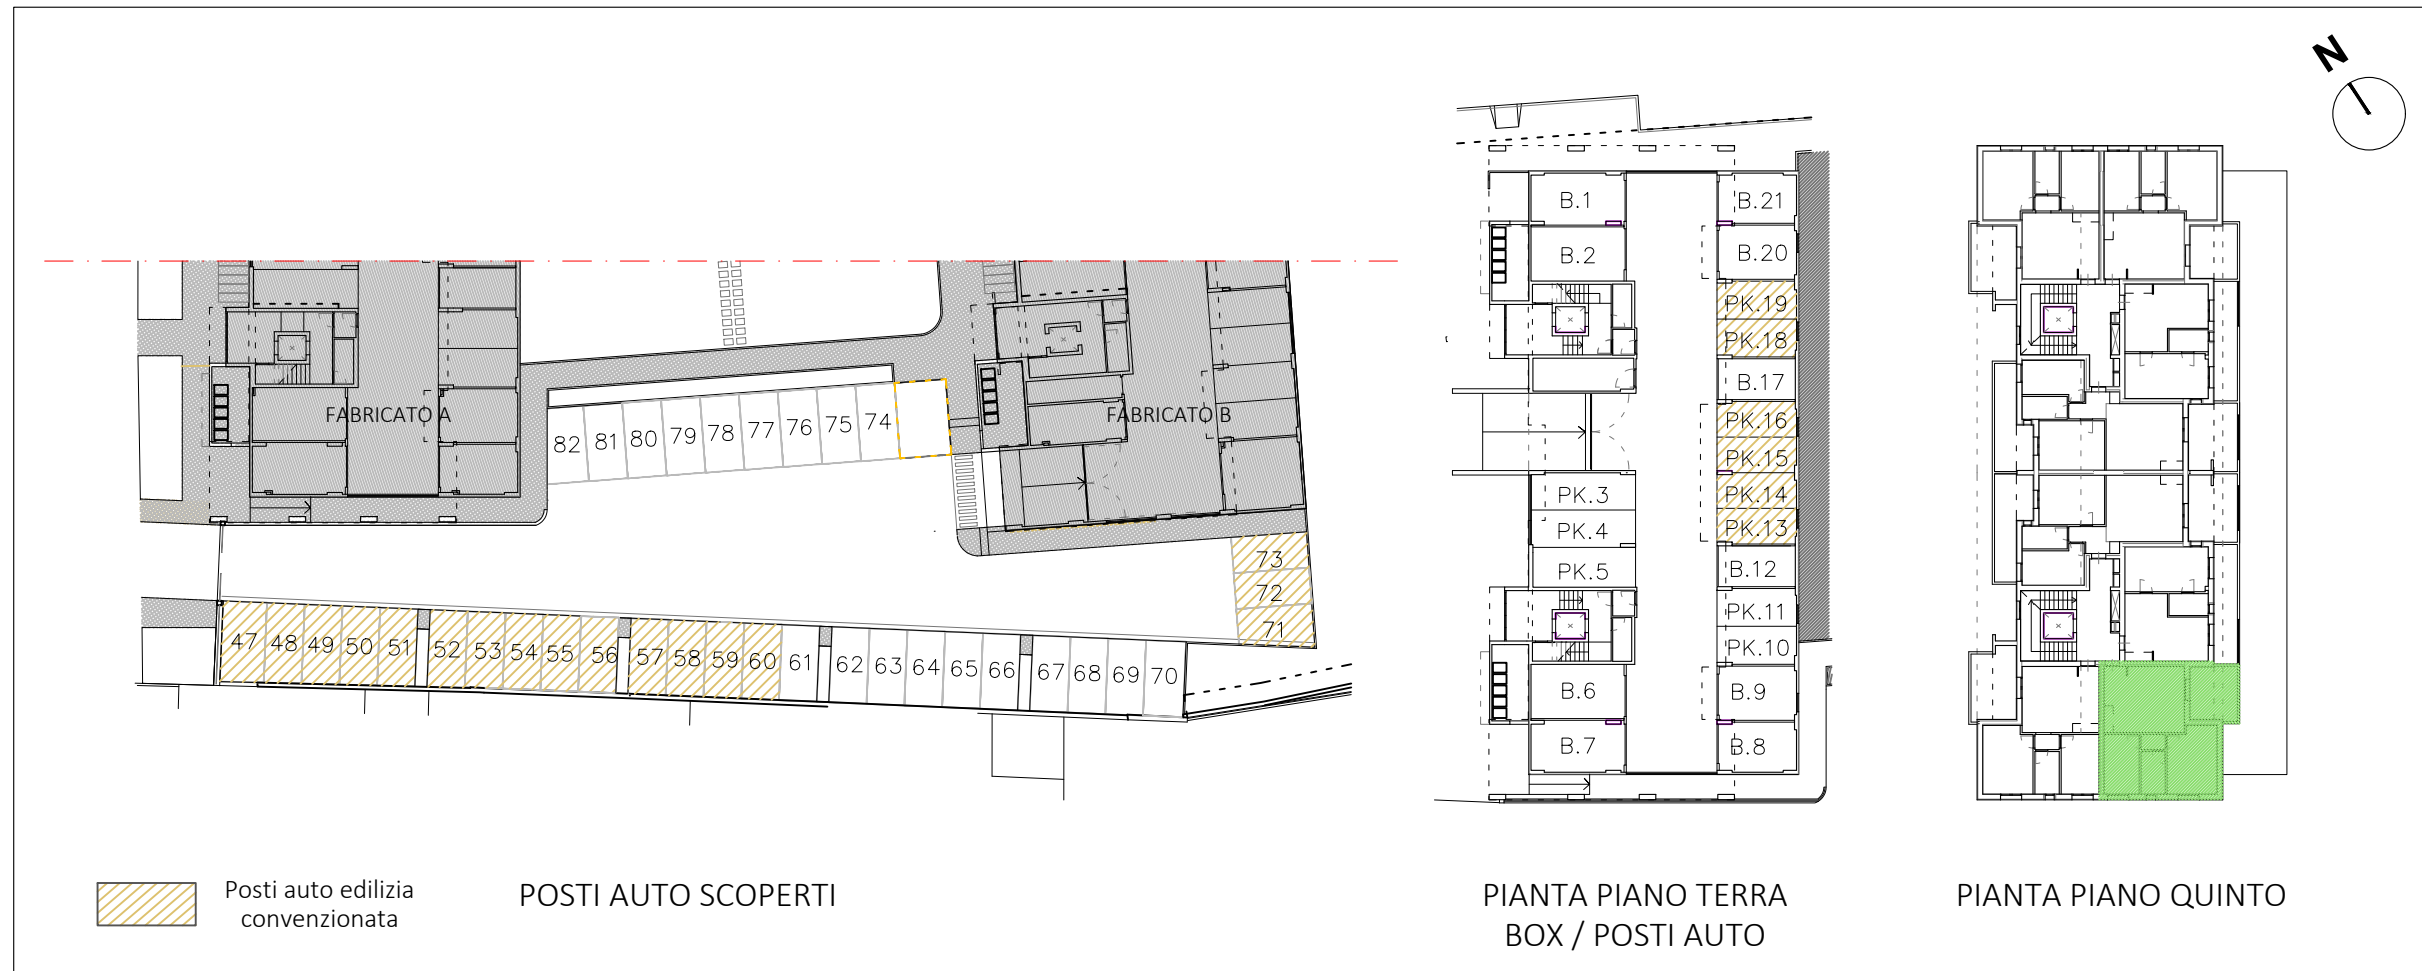 N
FABRICATO A
FABRICATO B
82 81 80 79 78 77 76 75 74
73
72
71
47 48 49 50 51 52 53 54 55 56 57 58 59 60 61 62 63 64 65 66 67 68 69 70
B.1
B.2
PK.3
PK.4
PK.5
B.6
B.7
B.21
B.20
PK.19
PK.18
B.17
PK.16
PK.15
PK.14
PK.13
B.12
PK.11
PK.10
B.9
B.8
Posti auto edilizia
convenzionata
POSTI AUTO SCOPERTI
PIANTA PIANO TERRA
BOX / POSTI AUTO
PIANTA PIANO QUINTO